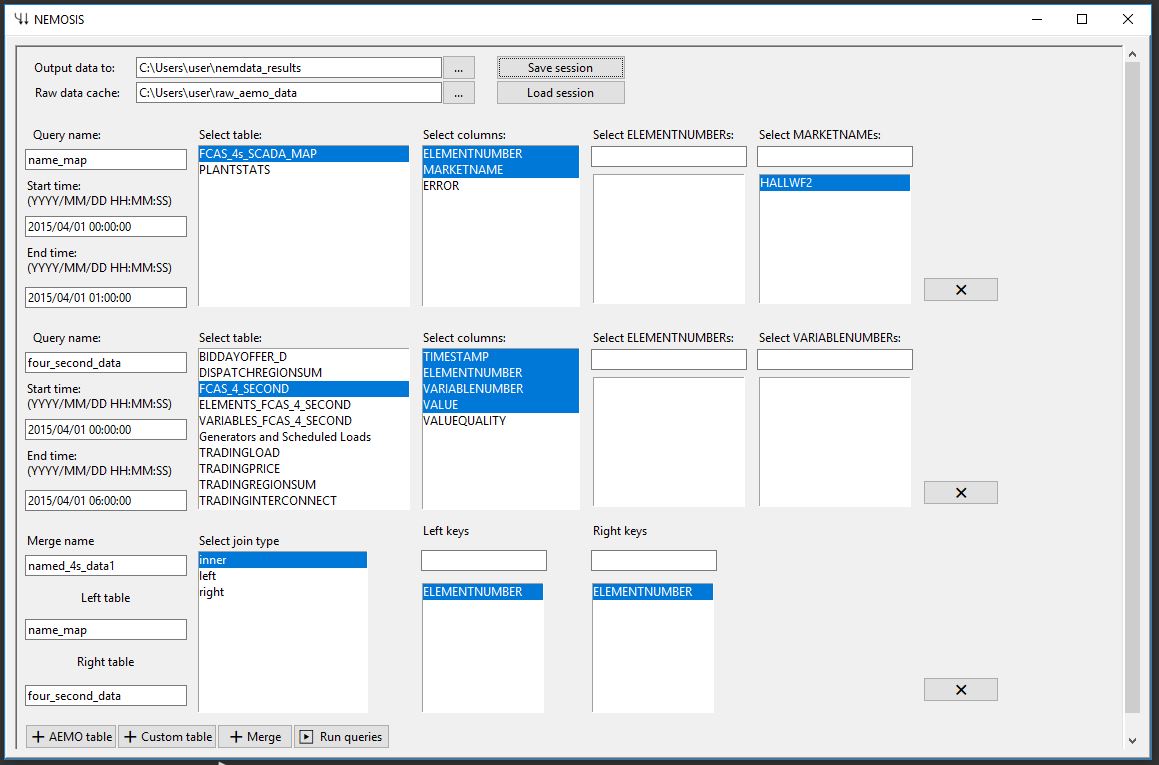 NEMOSIS
Output data to: C:\Users\user\nemdata_results ... Save session
Raw data cache: C:\Users\user\raw_aemo_data ... Load session
Query name: Select table: Select columns: Select ELEMENTNUMBERs: Select MARKETNAMEs:
name_map
Start time:
(YYYY/MM/DD HH:MM:SS)
2015/04/01 00:00:00
End time:
(YYYY/MM/DD HH:MM:SS)
2015/04/01 01:00:00
FCAS_4s_SCADA_MAP
PLANTSTATS
ELEMENTNUMBER
MARKETNAME
ERROR
HALLWF2
Query name: Select table: Select columns: Select ELEMENTNUMBERs: Select VARIABLENUMBERs:
four_second_data
Start time:
(YYYY/MM/DD HH:MM:SS)
2015/04/01 00:00:00
End time:
(YYYY/MM/DD HH:MM:SS)
2015/04/01 06:00:00
BIDDAYOFFER_D
DISPATCHREGIONSUM
FCAS_4_SECOND
ELEMENTS_FCAS_4_SECOND
VARIABLES_FCAS_4_SECOND
Generators and Scheduled Loads
TRADINGLOAD
TRADINGPRICE
TRADINGREGIONSUM
TRADINGINTERCONNECT
TIMESTAMP
ELEMENTNUMBER
VARIABLENUMBER
VALUE
VALUEQUALITY
Merge name
named_4s_data1
Left table
name_map
Right table
four_second_data
Select join type
inner
left
right
Left keys
ELEMENTNUMBER
Right keys
ELEMENTNUMBER
+ AEMO table + Custom table + Merge Run queries